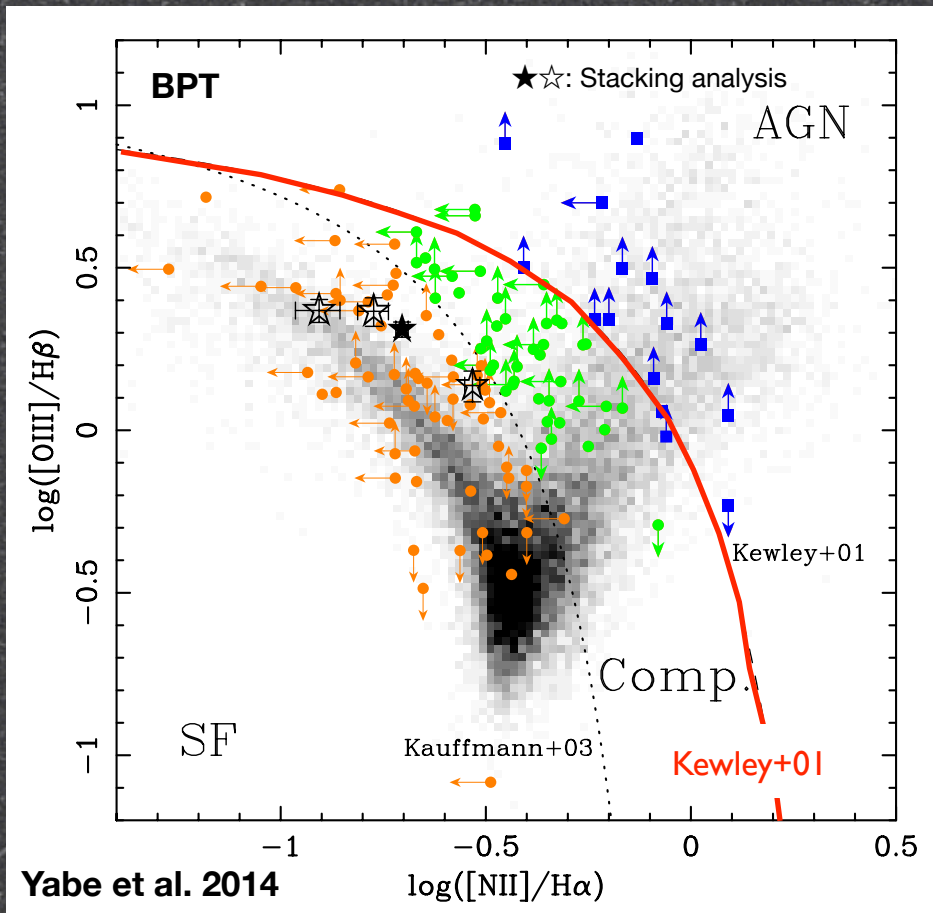 BPT
★☆: Stacking analysis
AGN
1
0.5
0
−0.5
−1
log([OIII]/Hβ)
Kewley+01
Comp.
SF
Kauffmann+03
Kewley+01
−1
−0.5
0
0.5
log([NII]/Hα)
Yabe et al. 2014